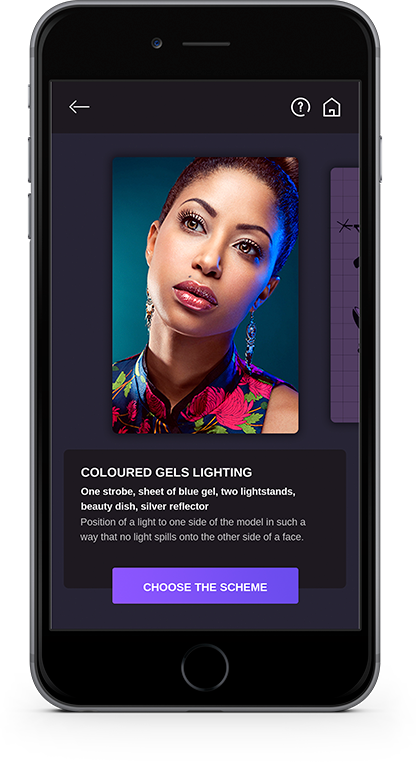 COLOURED GELS LIGHTING
One strobe, sheet of blue gel, two lightstands,
beauty dish, silver reflector
Position of a light to one side of the model in such a
way that no light spills onto the other side of a face.
CHOOSE THE SCHEME